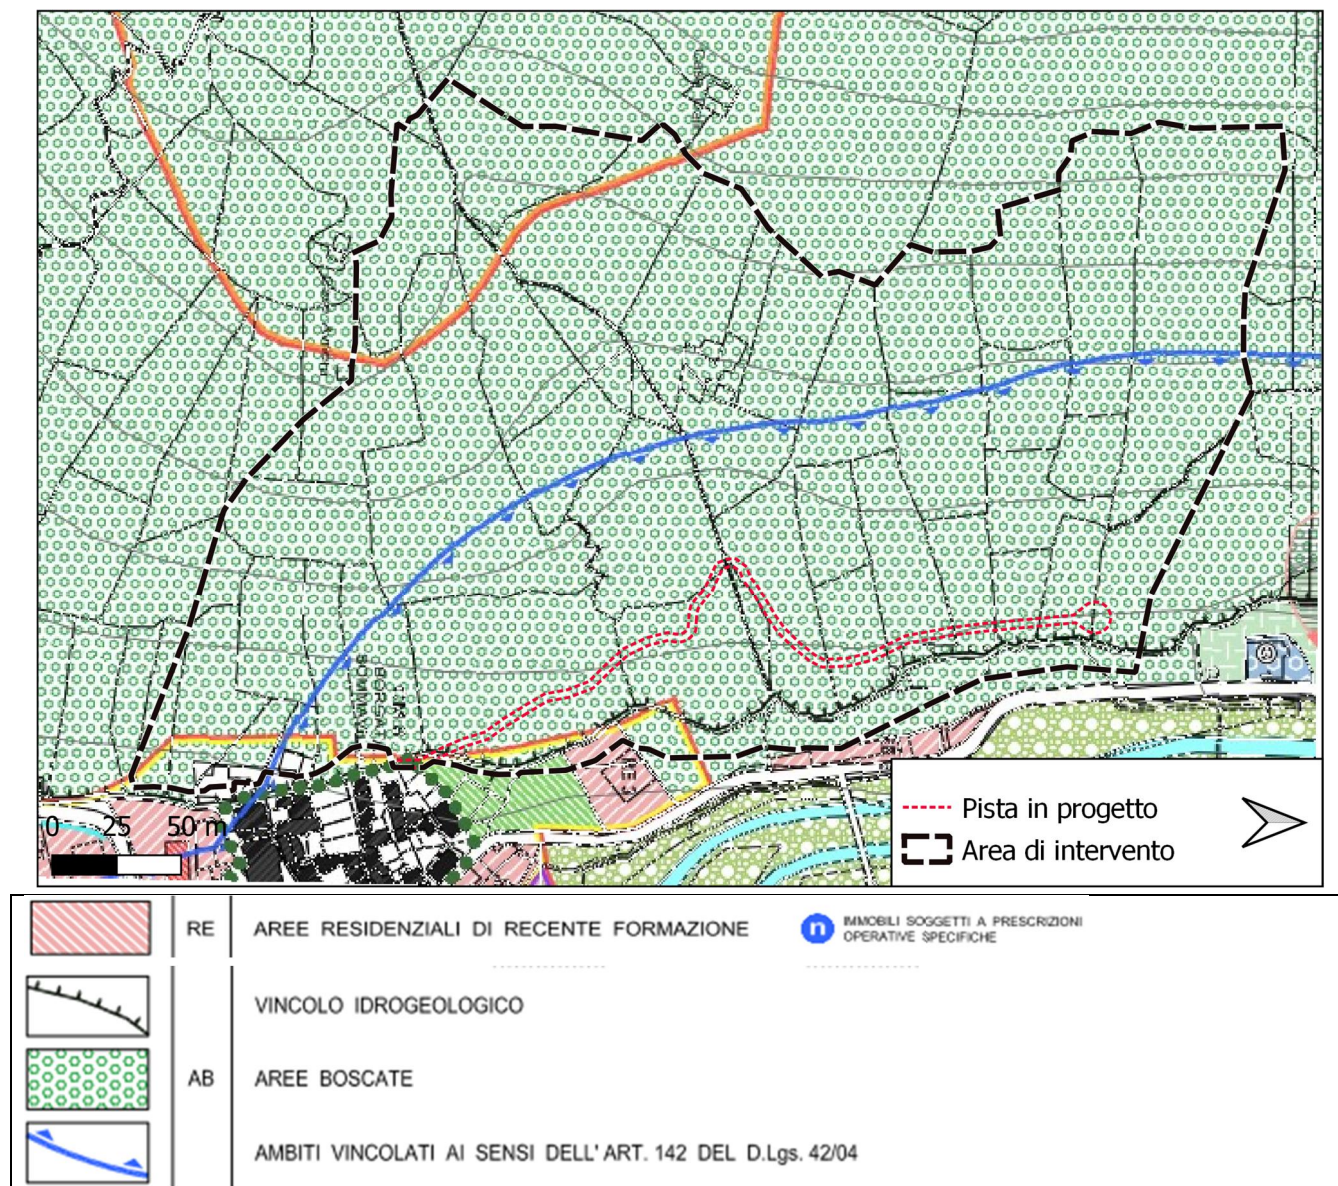 0 25 50 m
Pista in progetto
Area di intervento
RE AREE RESIDENZIALI DI RECENTE FORMAZIONE
n IMMOBILI SOGGETTI A PRESCRIZIONI
OPERATIVE SPECIFICHE
VINCOLO IDROGEOLOGICO
AB AREE BOSCATE
AMBITI VINCOLATI AI SENSI DELL'ART. 142 DEL D.Lgs. 42/04